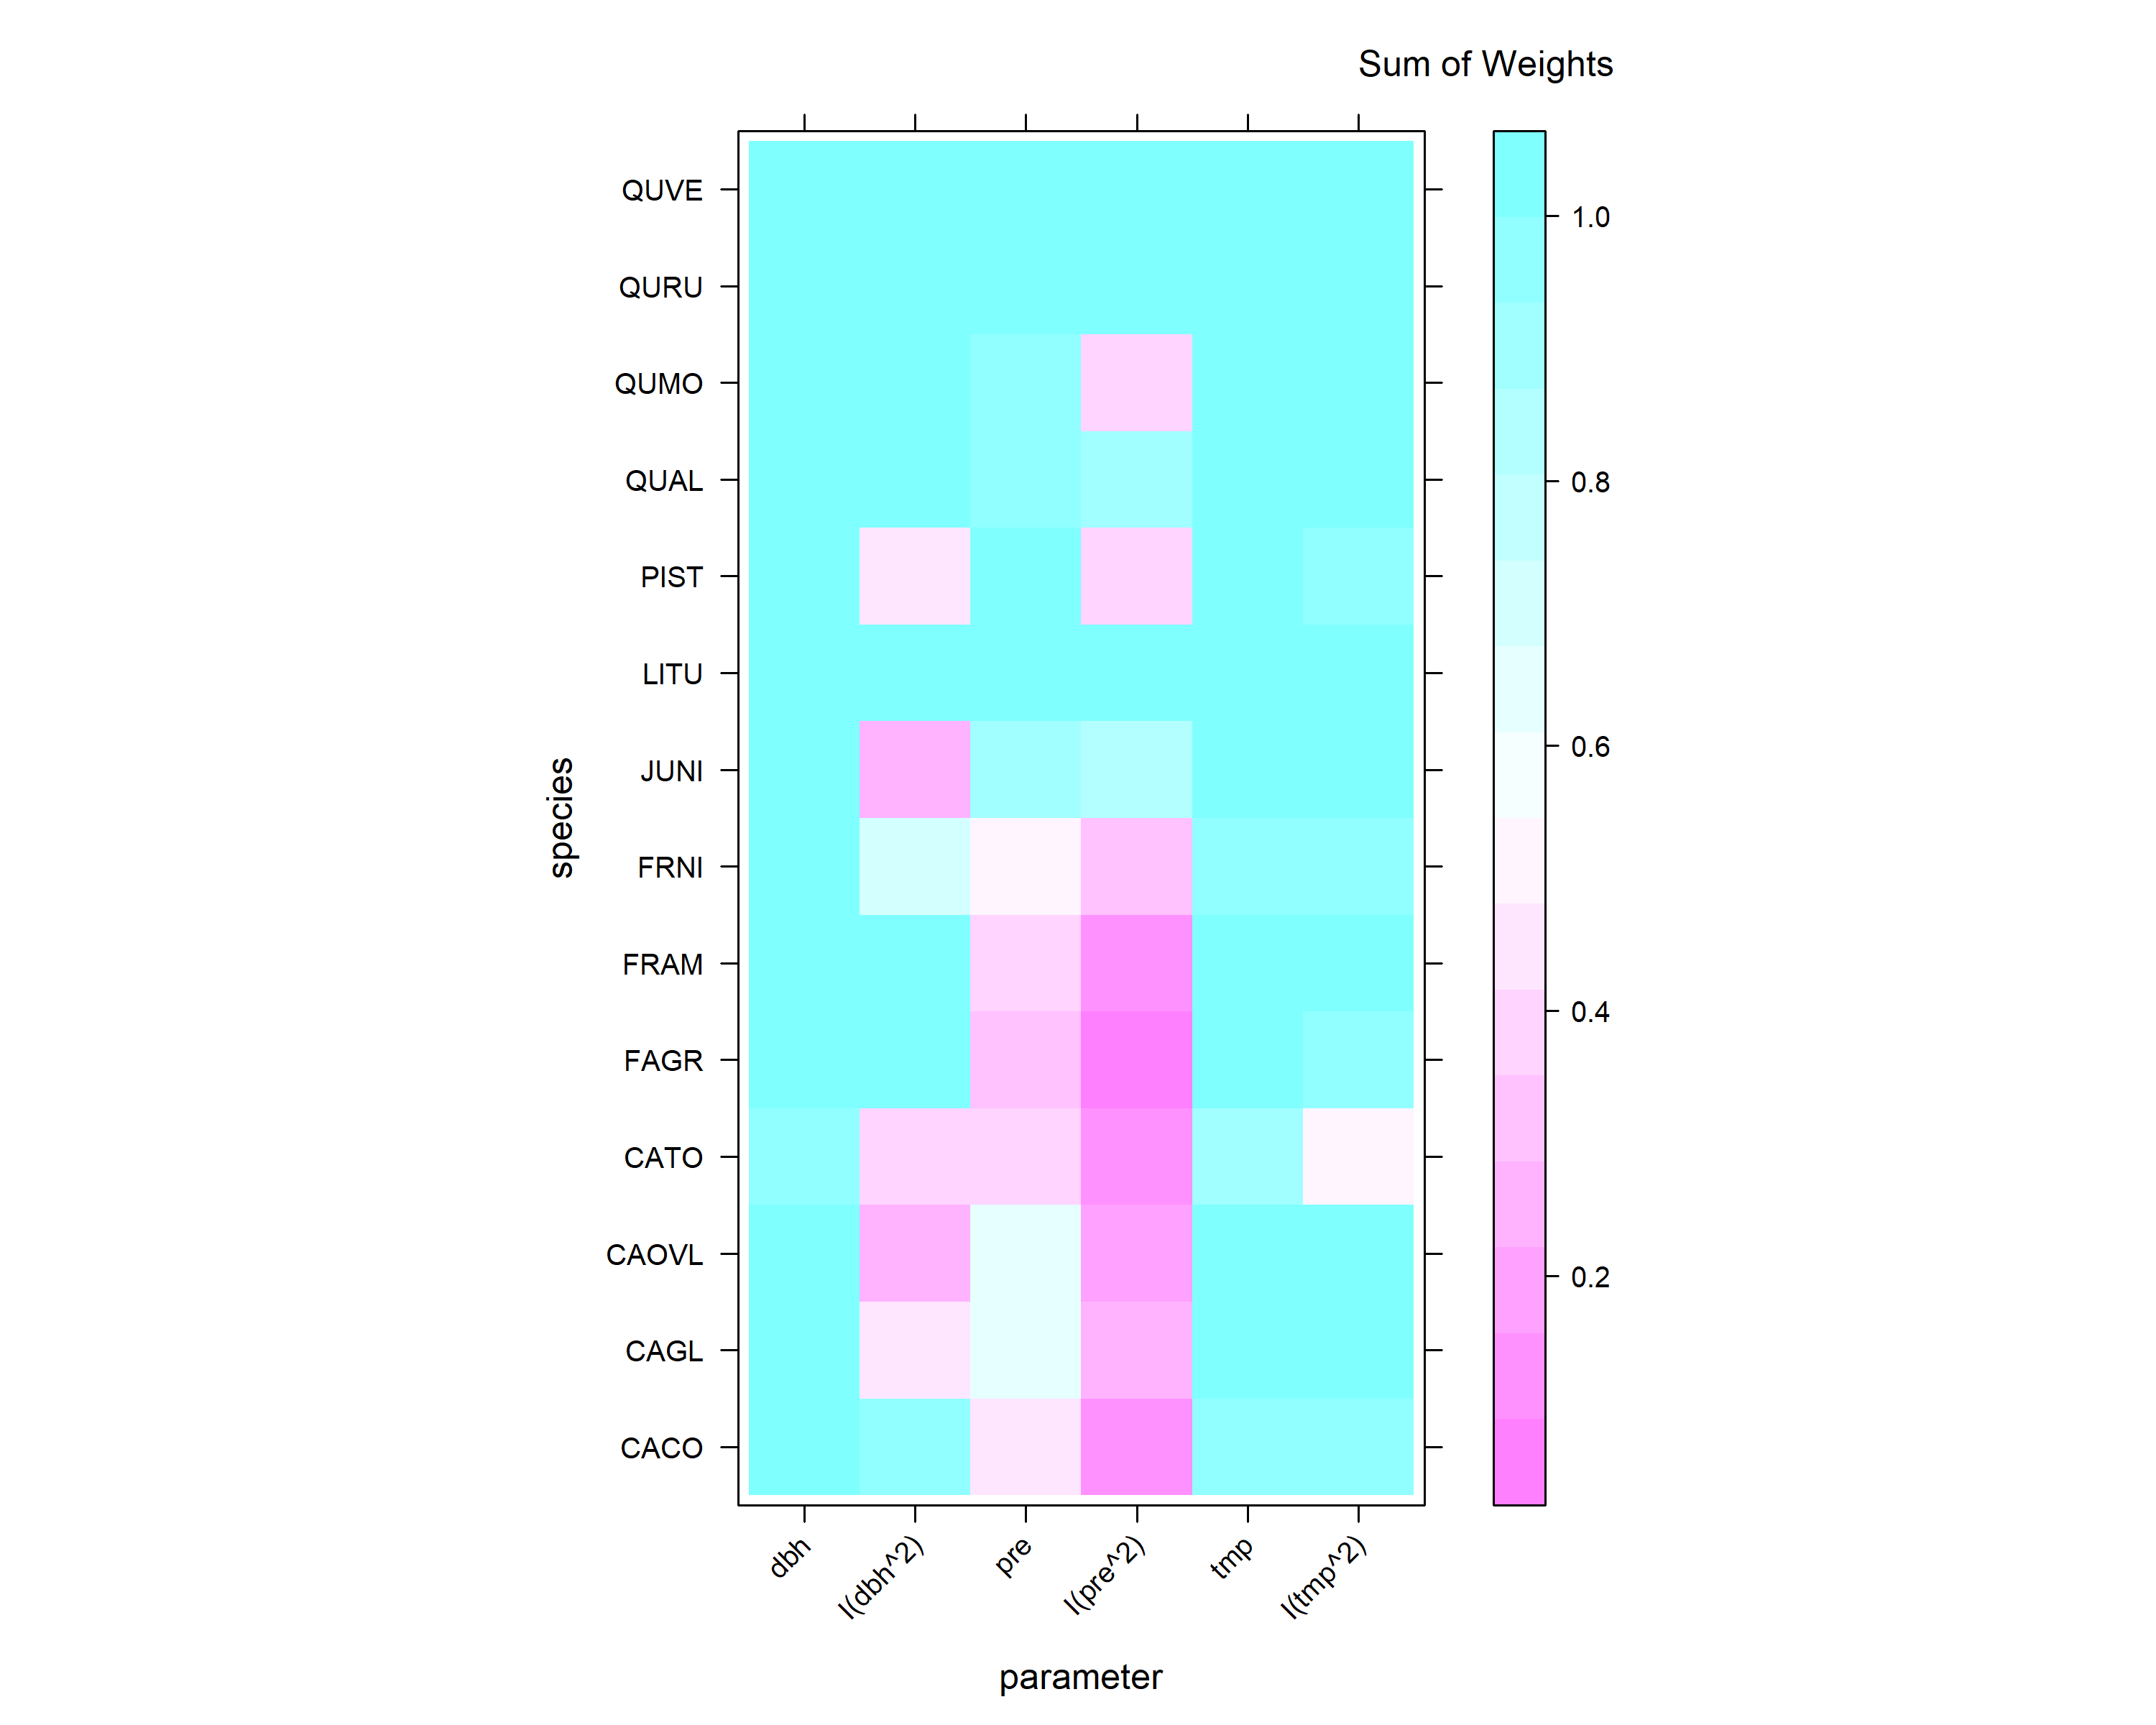 Sum of Weights
QUVE
QURU
QUMO
QUAL
PIST
LITU
JUNI
FRNI
FRAM
FAGR
CATO
CAOVL
CAGL
CACO
species
1.0
0.8
0.6
0.4
0.2
dbh
I(dbh^2)
pre
I(pre^2)
tmp
I(tmp^2)
parameter